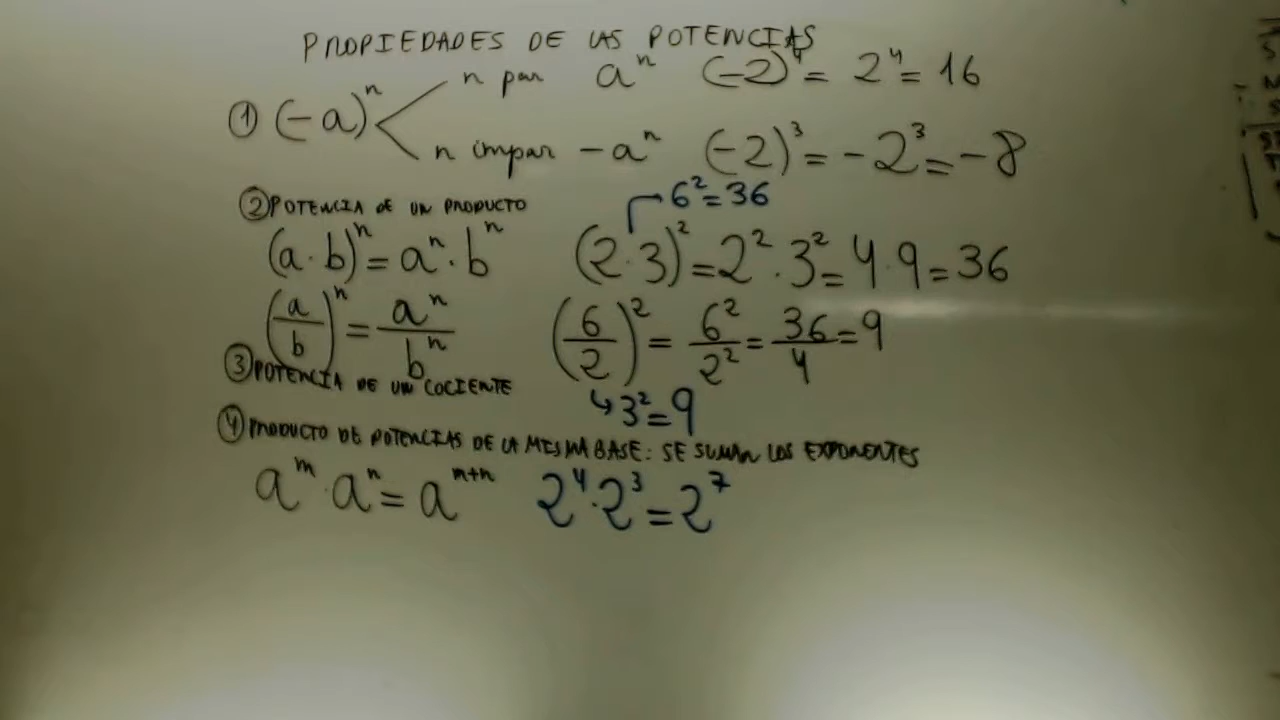 PROPIEDADES DE LAS POTENCIAS
① (-a)ⁿ < n par aⁿ (-2)⁴ = 2⁴ = 16
n impar -aⁿ (-2)³ = -2³ = -8
② POTENCIA DE UN PRODUCTO
6² = 36
(a · b)ⁿ = aⁿ · bⁿ (2 · 3)² = 2² · 3² = 4 · 9 = 36
(a/b)ⁿ = aⁿ/bⁿ (6/2)² = 6²/2² = 36/4 = 9
③ POTENCIA DE UN COCIENTE
↳ 3² = 9
④ PRODUCTO DE POTENCIAS DE LA MISMA BASE: SE SUMAN LOS EXPONENTES
aᵐ · aⁿ = aᵐ⁺ⁿ 2⁴ · 2³ = 2⁷